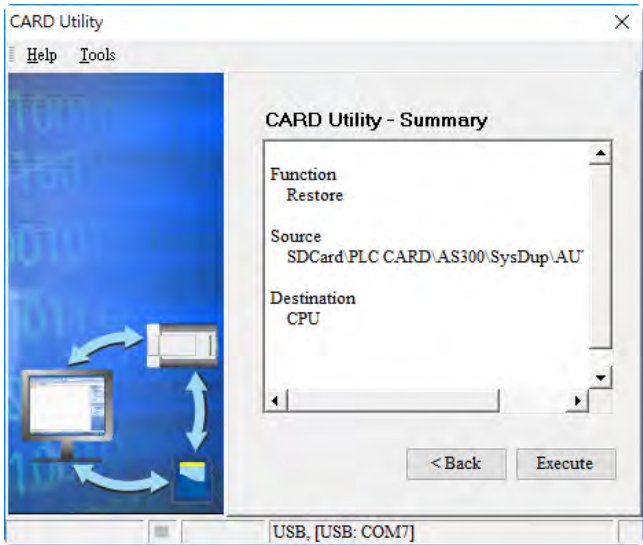 CARD Utility
Help Tools
CARD Utility - Summary
Function
Restore
Source
SDCard\PLC CARD\AS300\SysDup\AU
Destination
CPU
< Back Execute
USB, [USB: COM7]